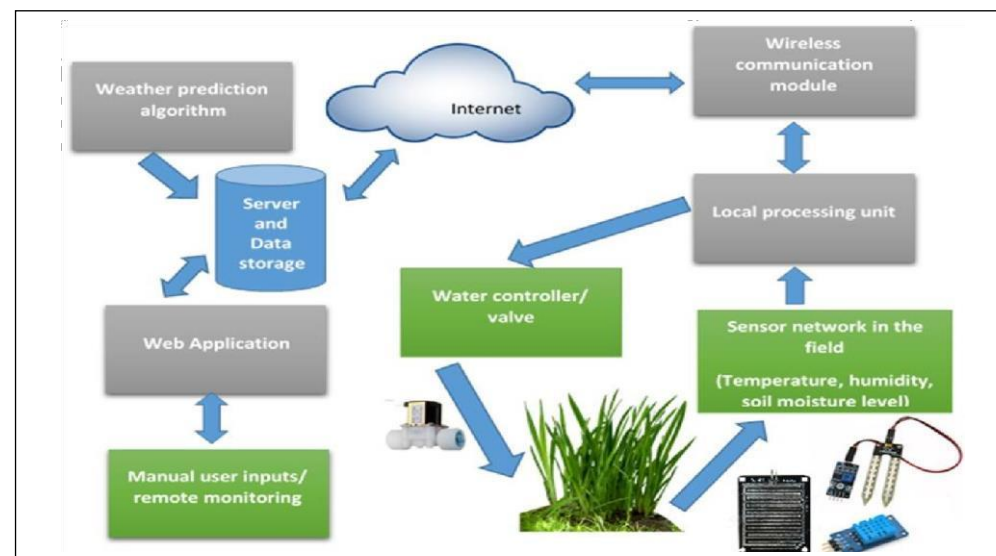 Weather prediction
algorithm
Internet
Wireless
communication
module
Server
and
Data
storage
Local processing unit
Water controller/
valve
Web Application
Sensor network in the
field
(Temperature, humidity,
soil moisture level)
Manual user inputs/
remote monitoring